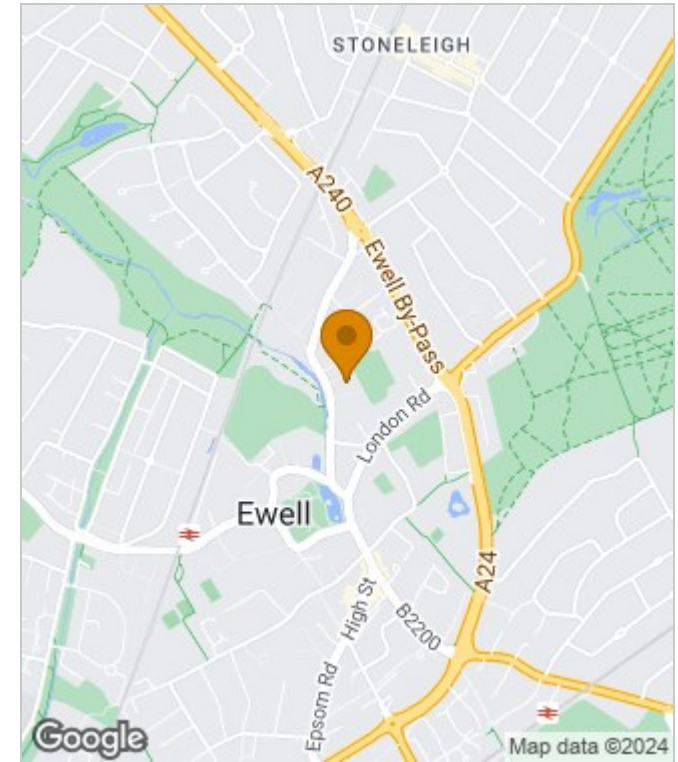 STONELEIGH
A240
Ewell By-Pass
London Rd
Ewell
A24
High St
B2200
Epsom Rd
Google
Map data ©2024